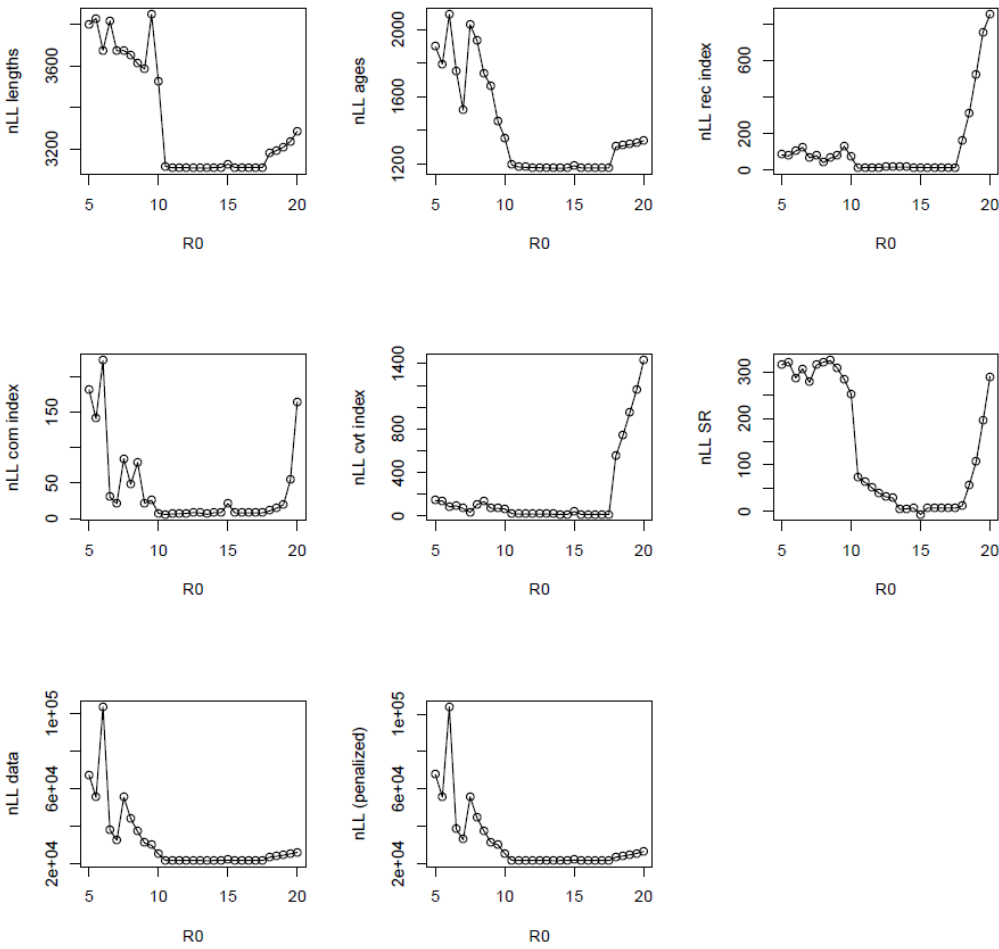 nLL lengths
3200 3600
5 10 15 20
R0
nLL ages
1200 1600 2000
5 10 15 20
R0
nLL rec index
0 200 600
5 10 15 20
R0
nLL com index
0 50 150
5 10 15 20
R0
nLL cvt index
0 400 800 1400
5 10 15 20
R0
nLL SR
0 100 200 300
5 10 15 20
R0
nLL data
2e+04 6e+04 1e+05
5 10 15 20
R0
nLL (penalized)
2e+04 6e+04 1e+05
5 10 15 20
R0